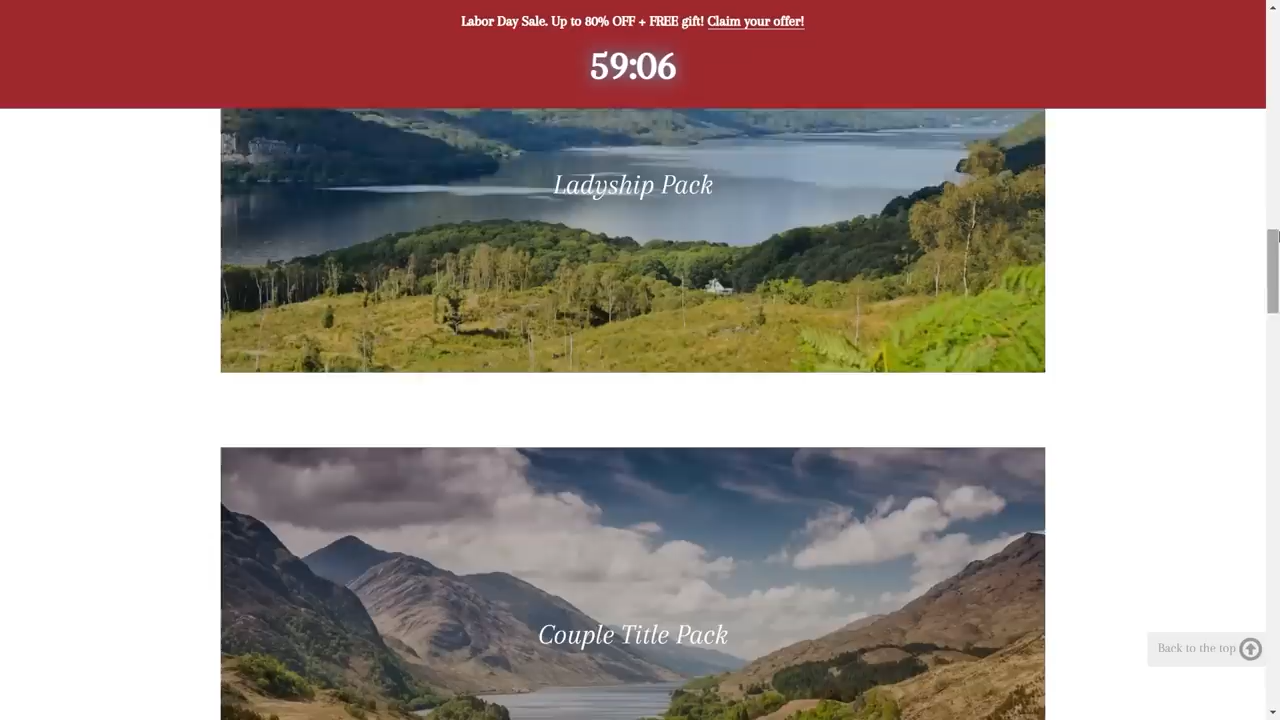 Labor Day Sale. Up to 80% OFF + FREE gift! Claim your offer!
59:06
Ladyship Pack
Couple Title Pack
Back to the top